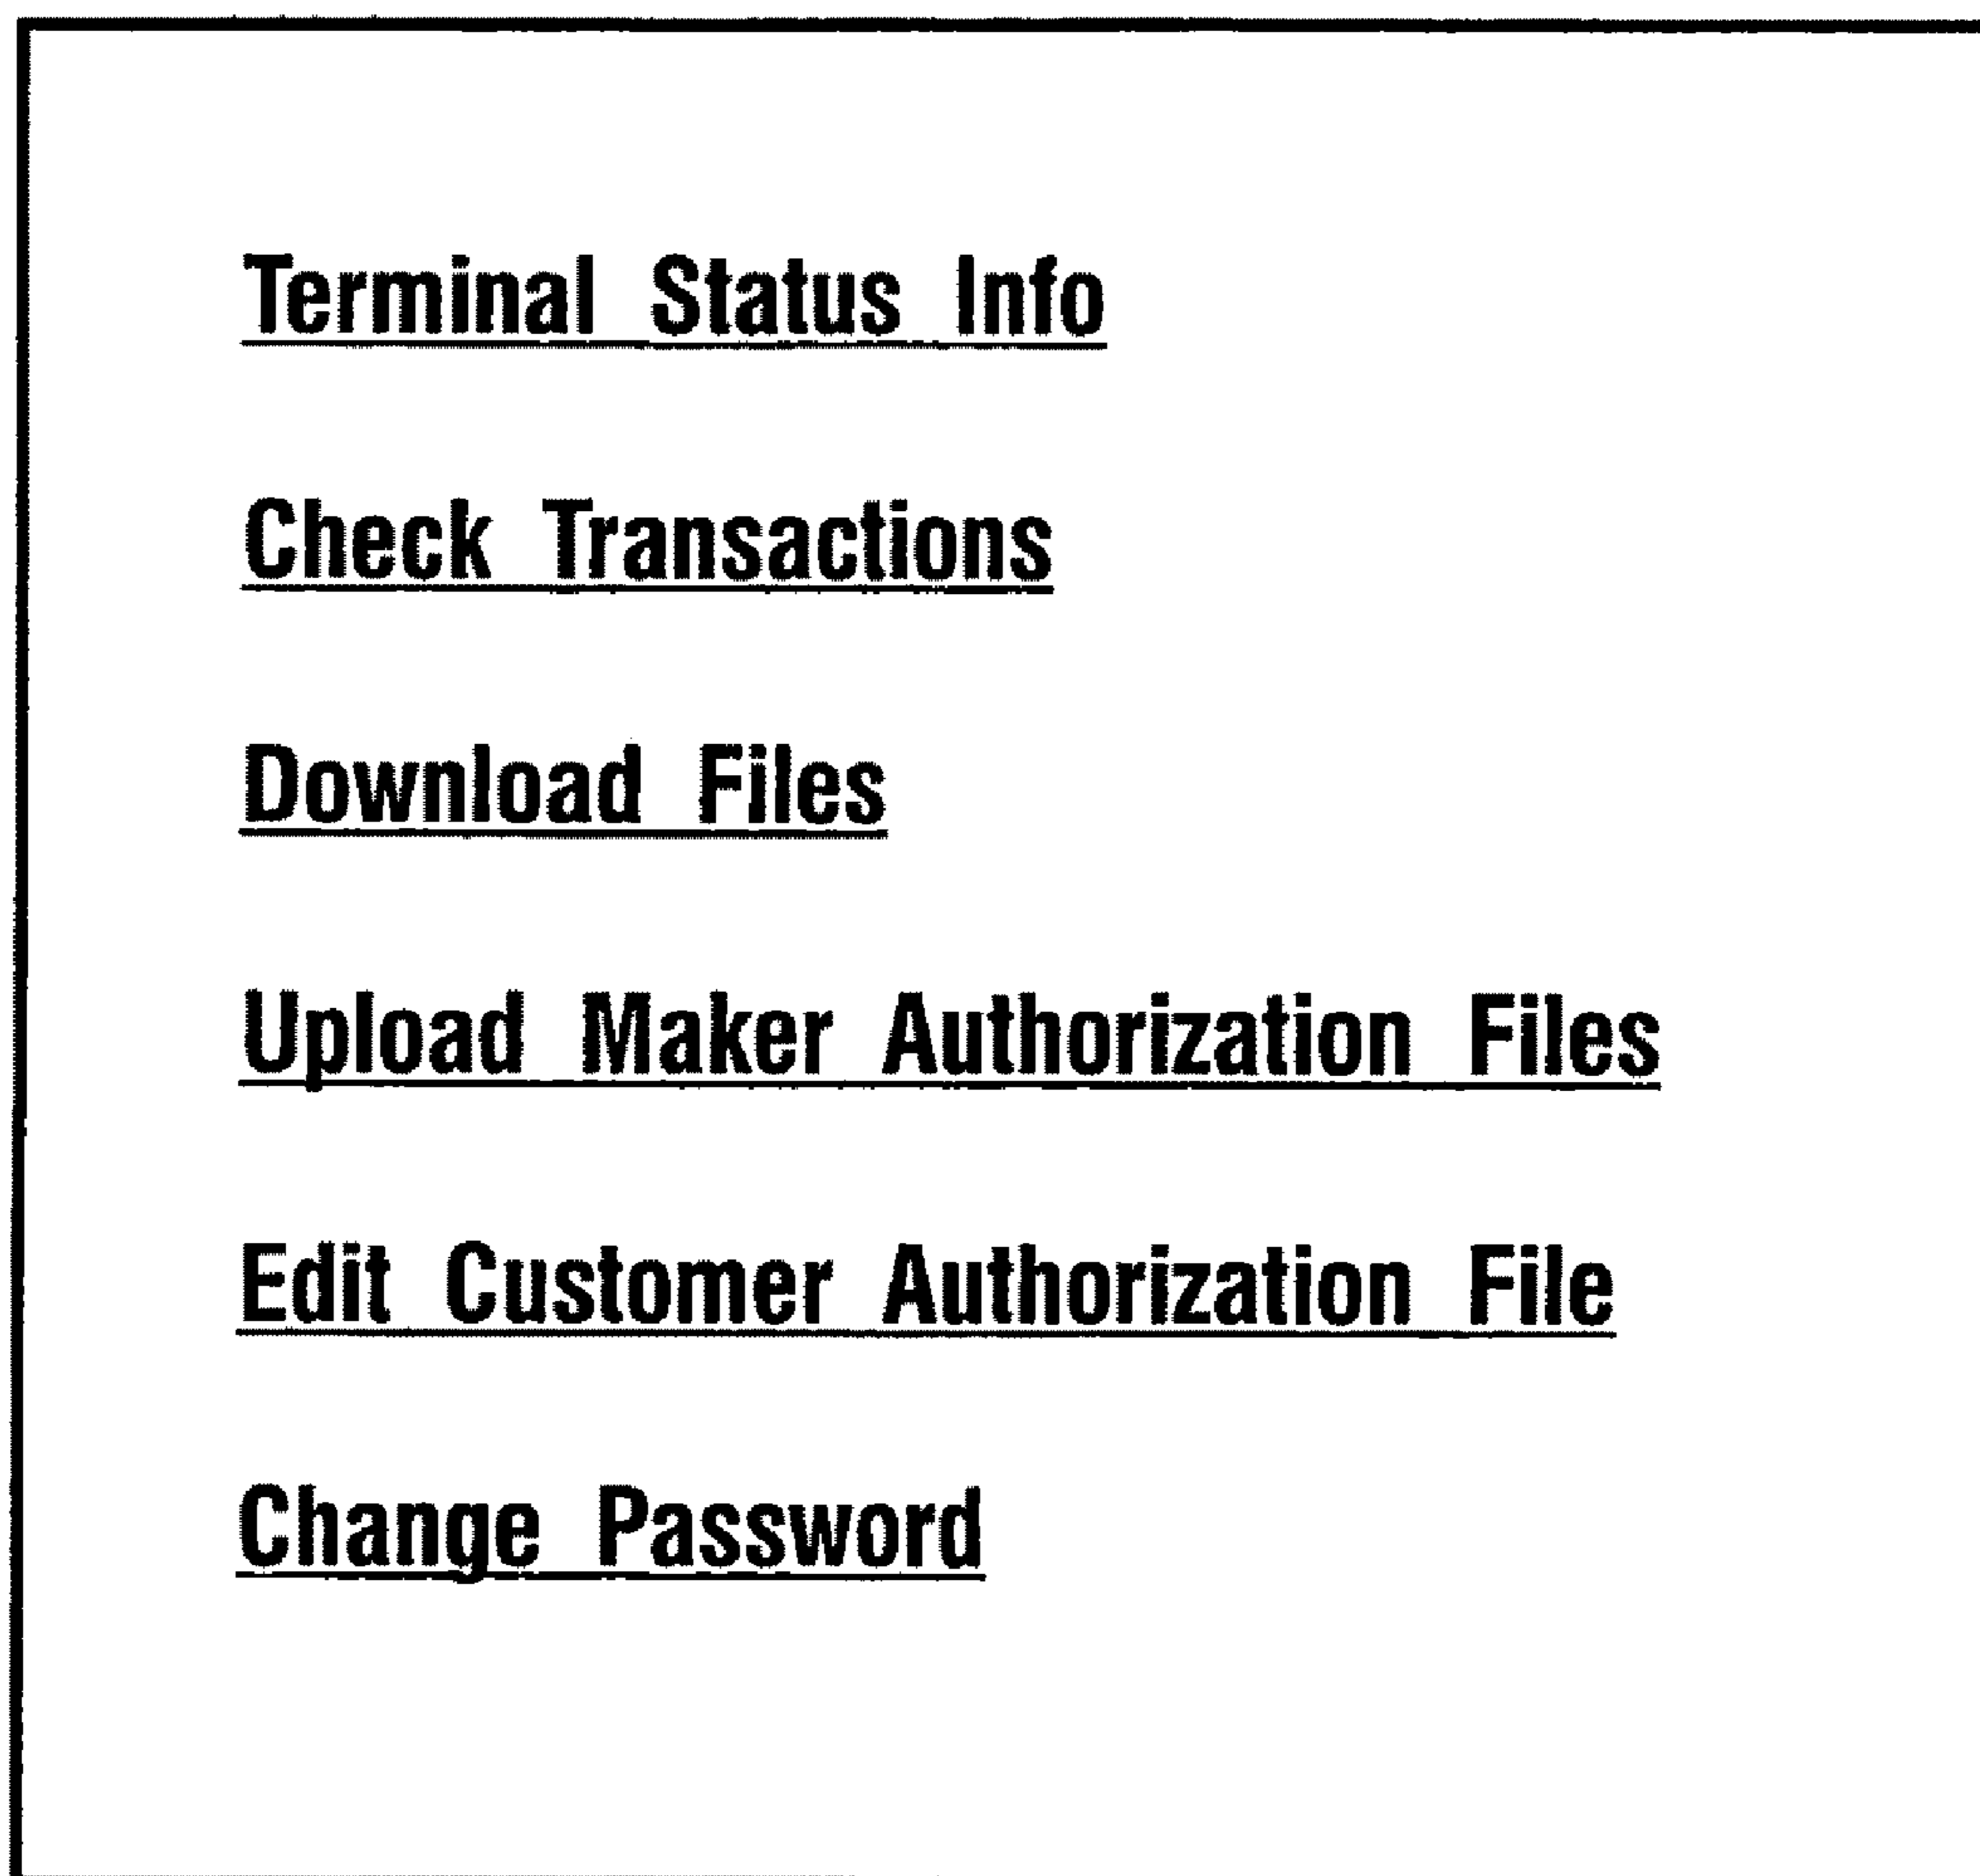 Terminal Status Info
Check Transactions
Download Files
Upload Maker Authorization Files
Edit Customer Authorization File
Change Password